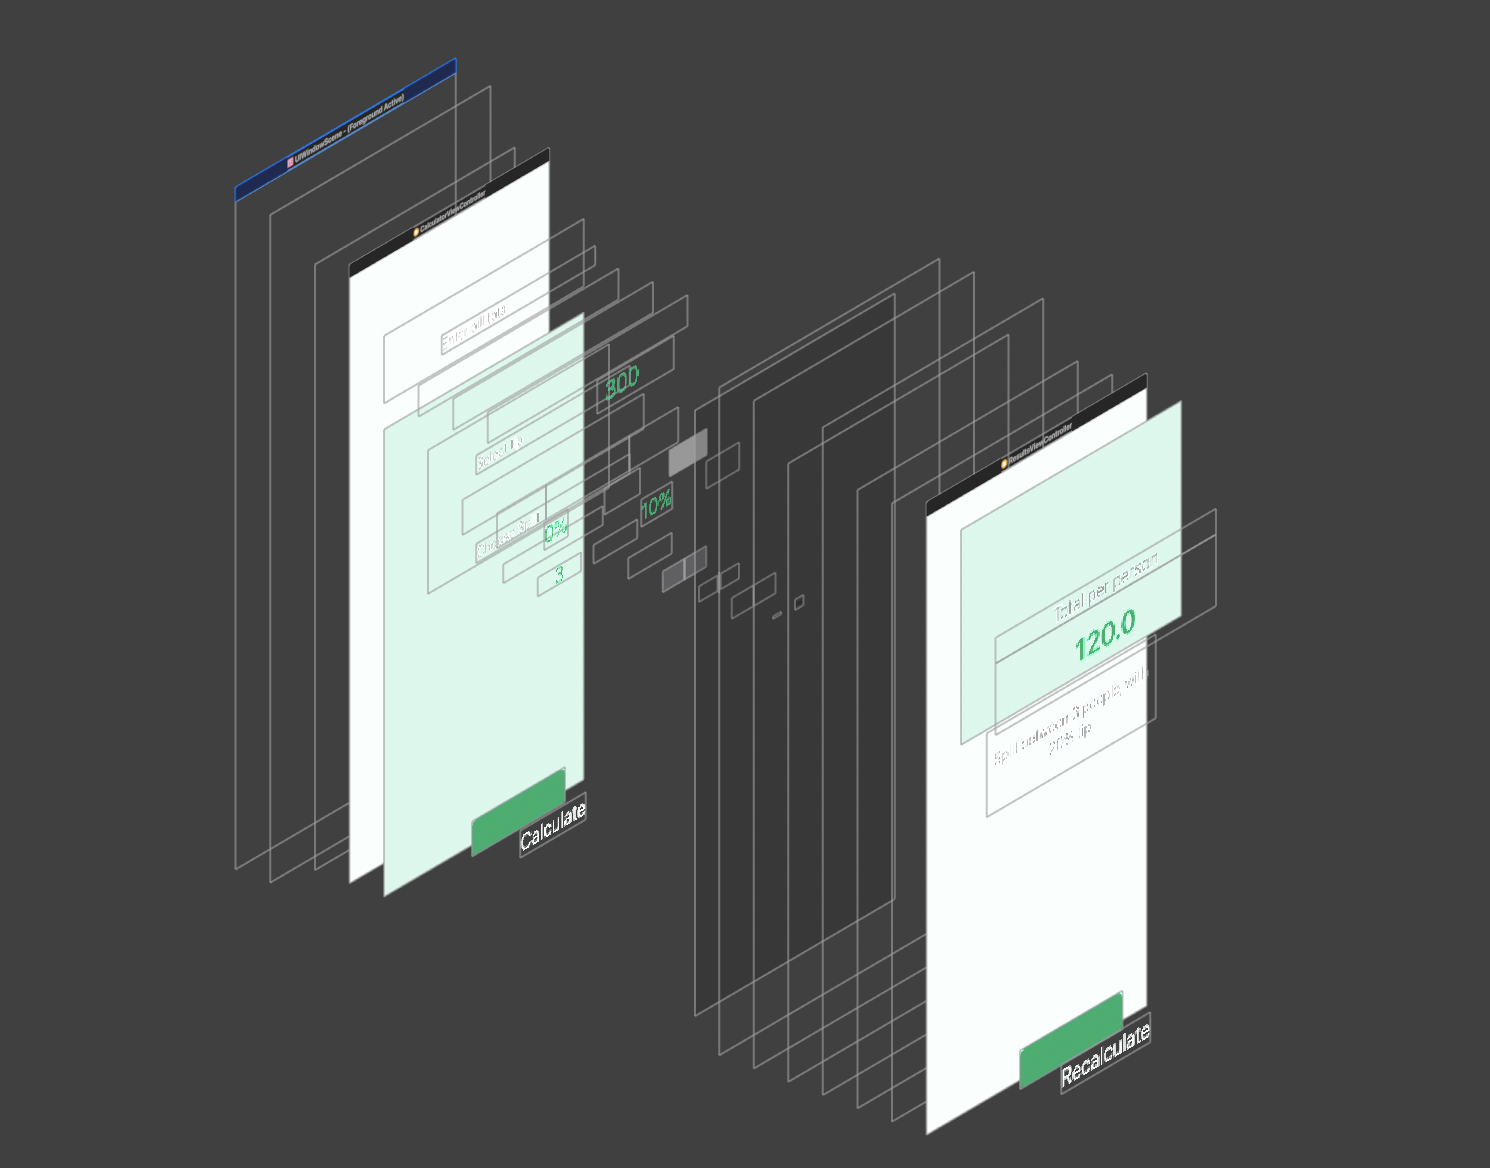 UIWindowScene - (Foreground Active)
CalculatorViewController
Enter bill total
300
Select tip
0%
10%
Choose Split
3
Calculate
ResultsViewController
Total per person
120.0
Split between 3 people, with
20% tip
Recalculate